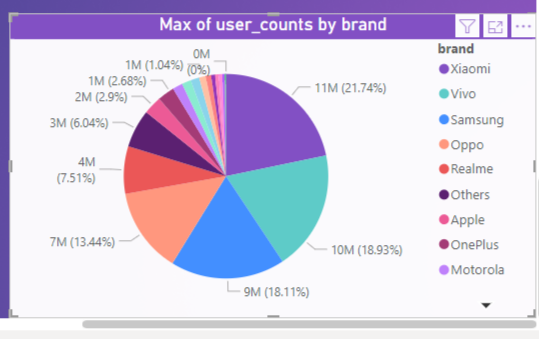 Max of user_counts by brand
brand
Xiaomi
Vivo
Samsung
Oppo
Realme
Others
Apple
OnePlus
Motorola
0M
(0%)
1M (1.04%)
1M (2.68%)
2M (2.9%)
3M (6.04%)
4M
(7.51%)
7M (13.44%)
9M (18.11%)
10M (18.93%)
11M (21.74%)